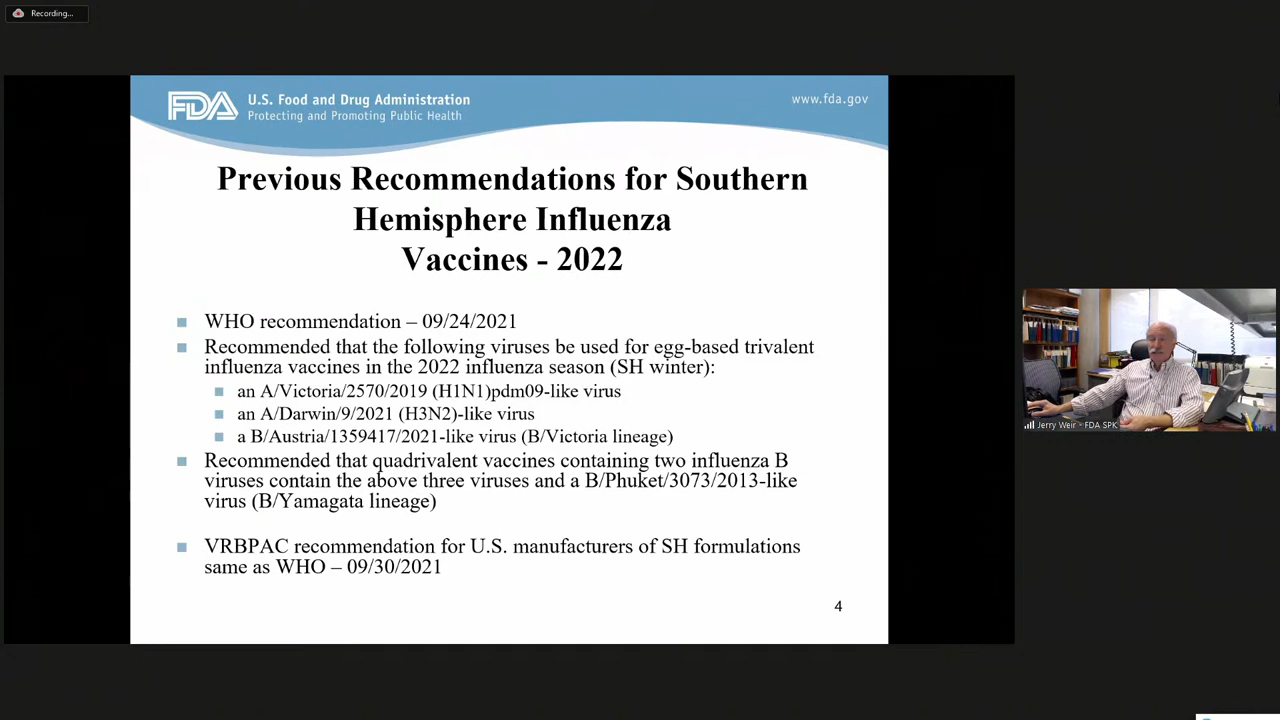 Recording...
FDA U.S. Food and Drug Administration
Protecting and Promoting Public Health
www.fda.gov
Previous Recommendations for Southern
Hemisphere Influenza
Vaccines - 2022
WHO recommendation – 09/24/2021
Recommended that the following viruses be used for egg-based trivalent
influenza vaccines in the 2022 influenza season (SH winter):
an A/Victoria/2570/2019 (H1N1)pdm09-like virus
an A/Darwin/9/2021 (H3N2)-like virus
a B/Austria/1359417/2021-like virus (B/Victoria lineage)
Recommended that quadrivalent vaccines containing two influenza B
viruses contain the above three viruses and a B/Phuket/3073/2013-like
virus (B/Yamagata lineage)
VRBPAC recommendation for U.S. manufacturers of SH formulations
same as WHO – 09/30/2021
4
Jerry Weir - FDA SPK